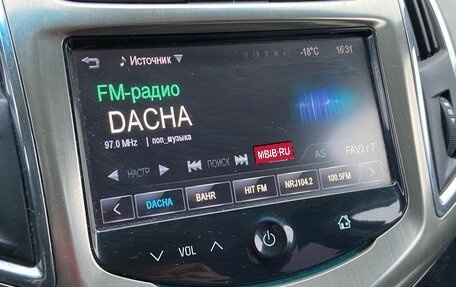 Источник ▼ -18°C 16:31
FM-радио
DACHA
97.0 MHz | поп_музыка
НАСТР ПОИСК MBIB·RU AS FAV2/7
DACHA BAHR HIT FM NRJ104.2 100.5FM
VOL